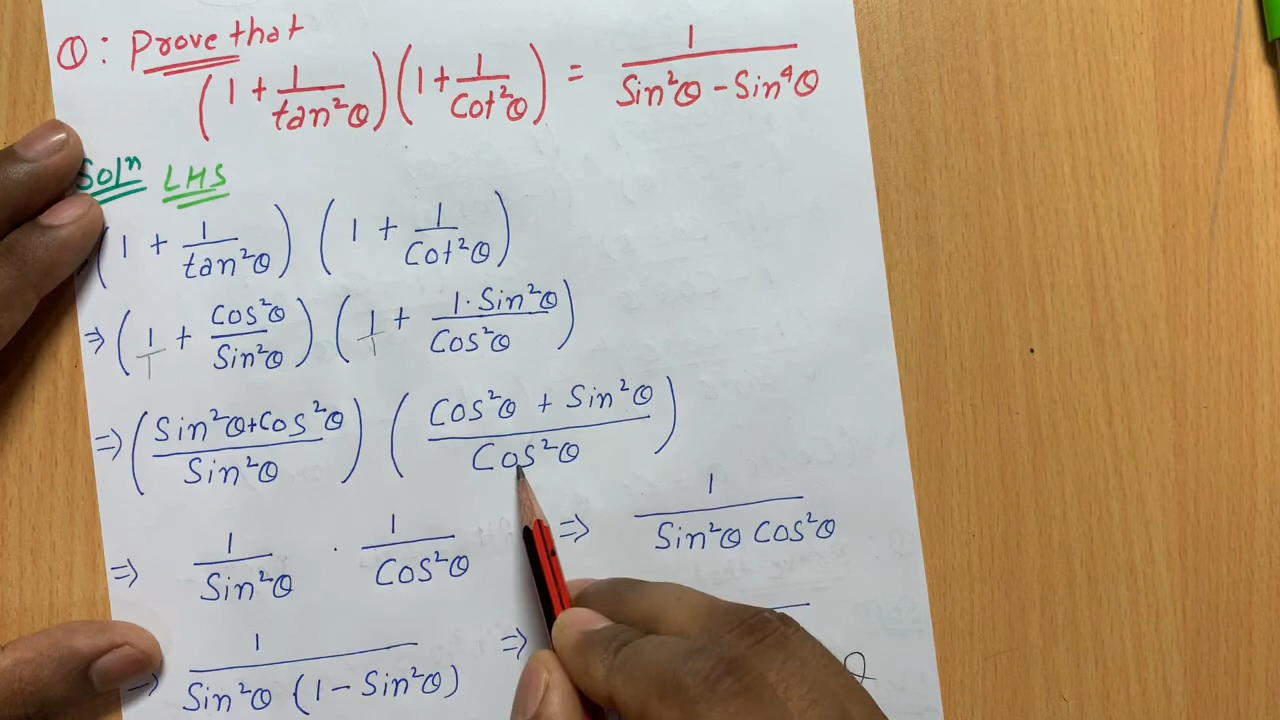 ①: Prove that
(1 + 1/tan²θ) (1 + 1/Cot²θ) = 1/(Sin²θ - Sin⁴θ)
Solⁿ LHS
(1 + 1/tan²θ) (1 + 1/Cot²θ)
⇒ (1/1 + Cos²θ/Sin²θ) (1/1 + 1·Sin²θ/Cos²θ)
⇒ ((Sin²θ+Cos²θ)/Sin²θ) ((Cos²θ + Sin²θ)/Cos²θ)
⇒ 1/Sin²θ · 1/Cos²θ ⇒ 1/(Sin²θ Cos²θ)
⇒ 1/(Sin²θ (1 - Sin²θ)) ⇒